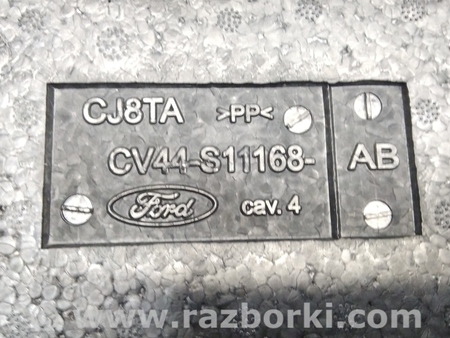 CJ8TA >PP<
CV44-S11168- AB
Ford cav. 4
www.razborki.com